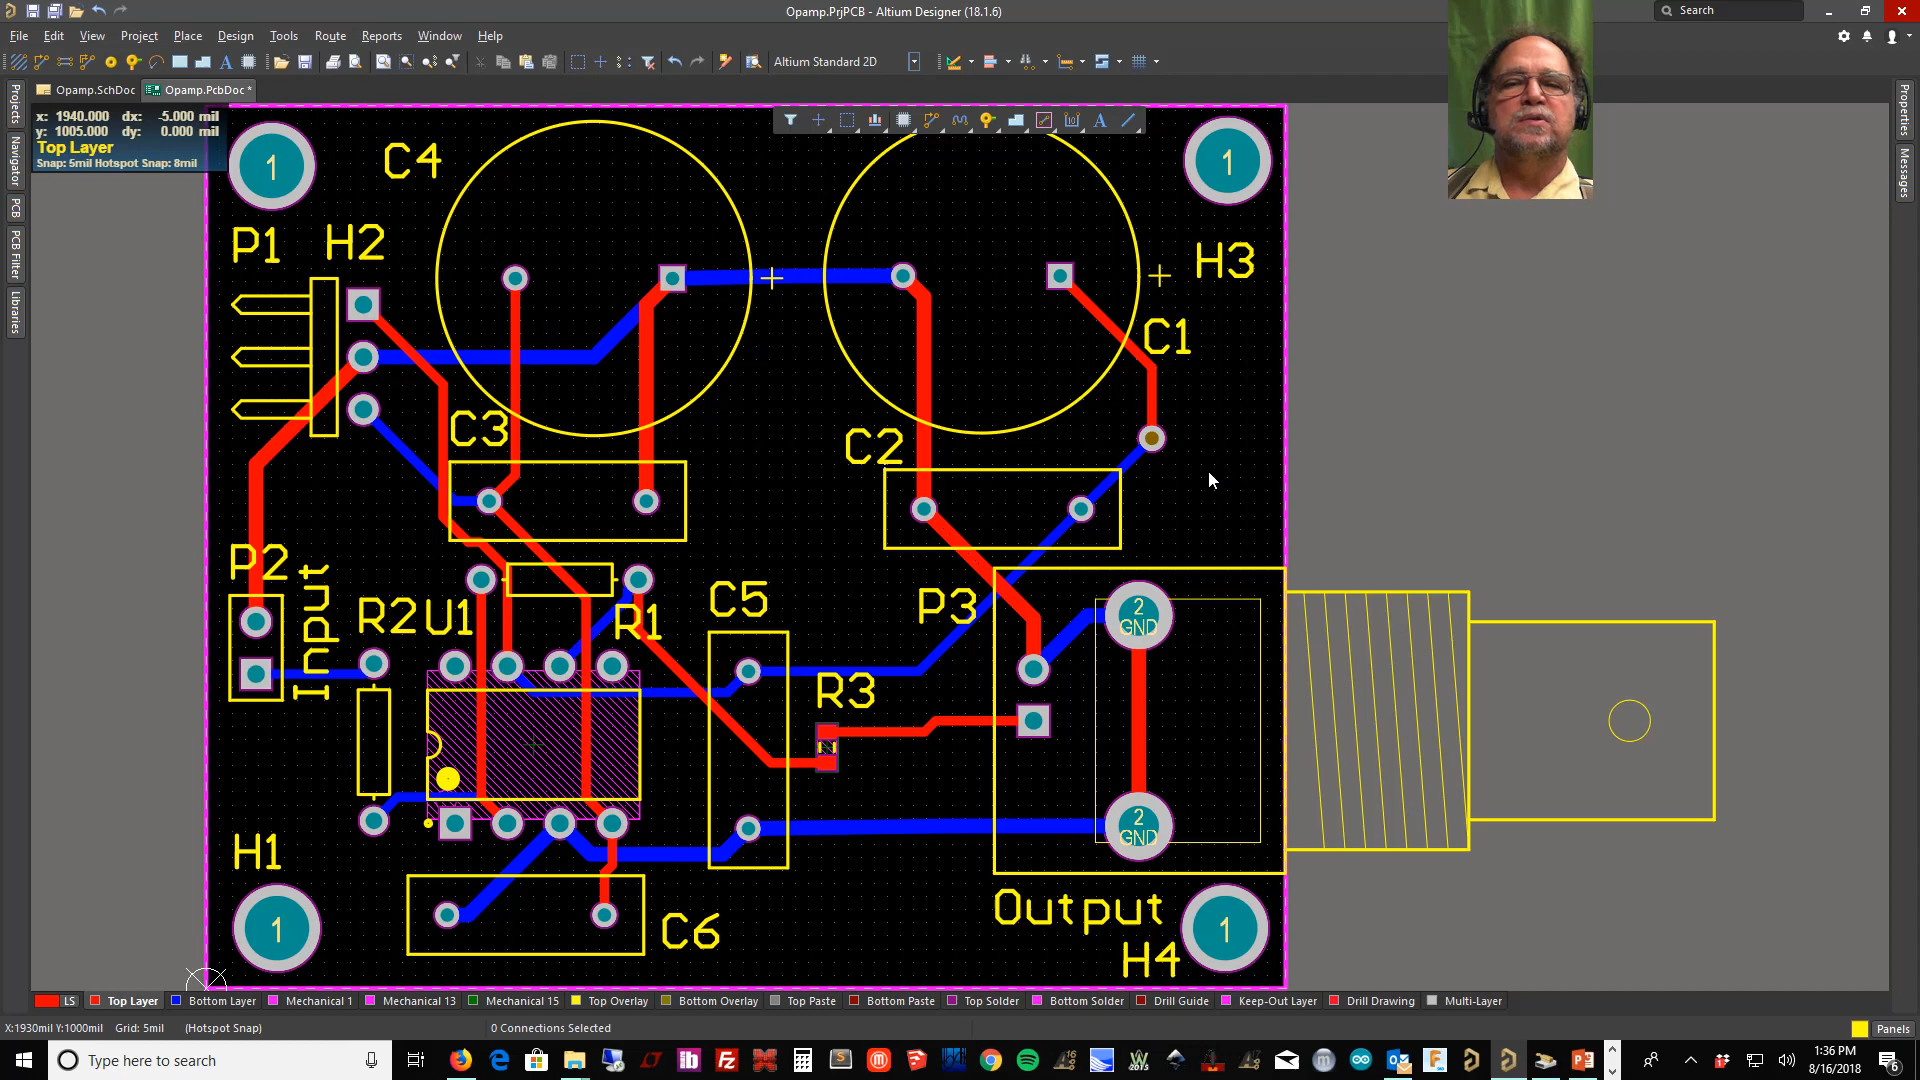 Opamp.PrjPCB - Altium Designer (18.1.6)
Search
File Edit View Project Place Design Tools Route Reports Window Help
Altium Standard 2D
Opamp.SchDoc Opamp.PcbDoc *
x: 1940.000 dx: -5.000 mil
y: 1005.000 dy: 0.000 mil
Top Layer
Snap: 5mil Hotspot Snap: 8mil
Projects
Navigator
PCB
PCB Filter
Libraries
Properties
Messages
C4
1
1
P1 H2
H3
C1
C3
C2
P2
Input
R2 U1
R1
C5
P3
2
GND
R3
2
GND
H1
1
C6
Output
H4
1
LS Top Layer Bottom Layer Mechanical 1 Mechanical 13 Mechanical 15 Top Overlay Bottom Overlay Top Paste Bottom Paste Top Solder Bottom Solder Drill Guide Keep-Out Layer Drill Drawing Multi-Layer
X:1930mil Y:1000mil Grid: 5mil (Hotspot Snap) 0 Connections Selected Panels
Type here to search
1:36 PM
8/16/2018
6